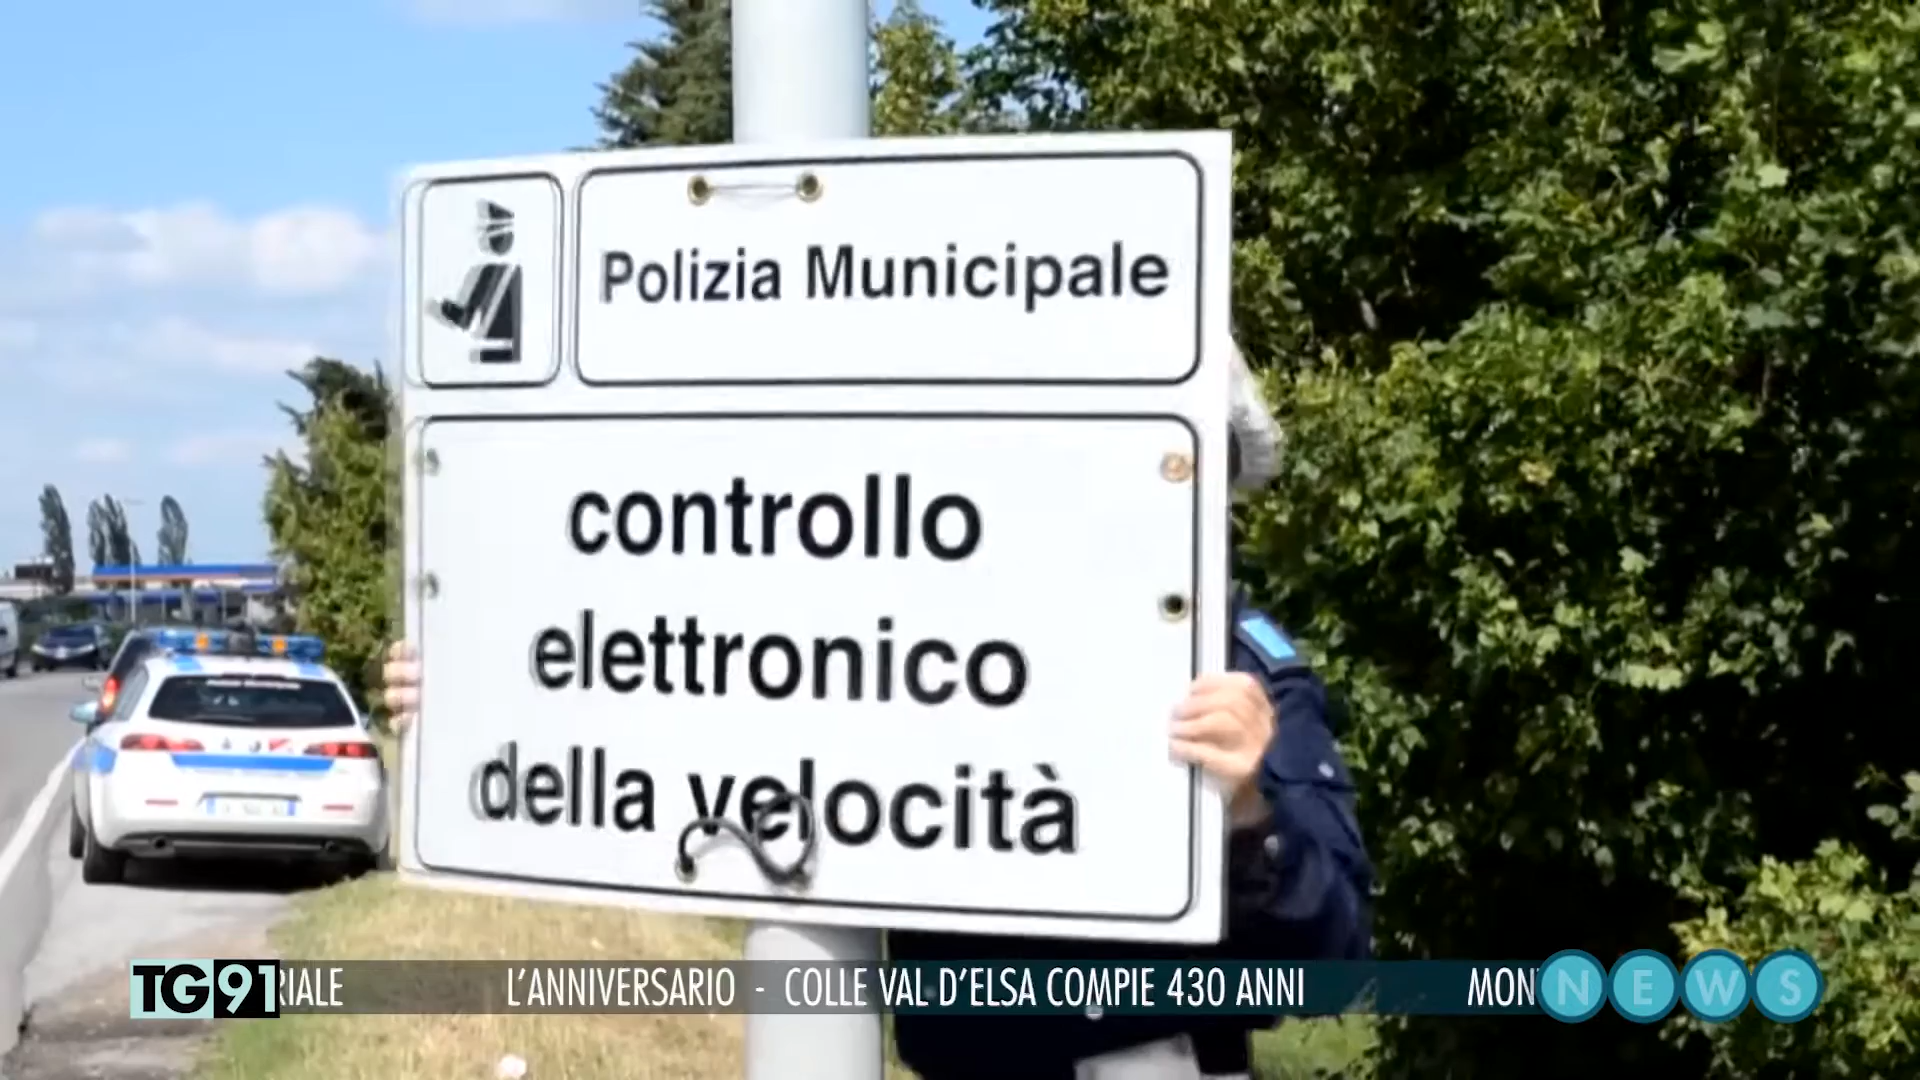 Polizia Municipale
controllo
elettronico
della velocità
TG91
RIALE L'ANNIVERSARIO - COLLE VAL D'ELSA COMPIE 430 ANNI MON
NEWS